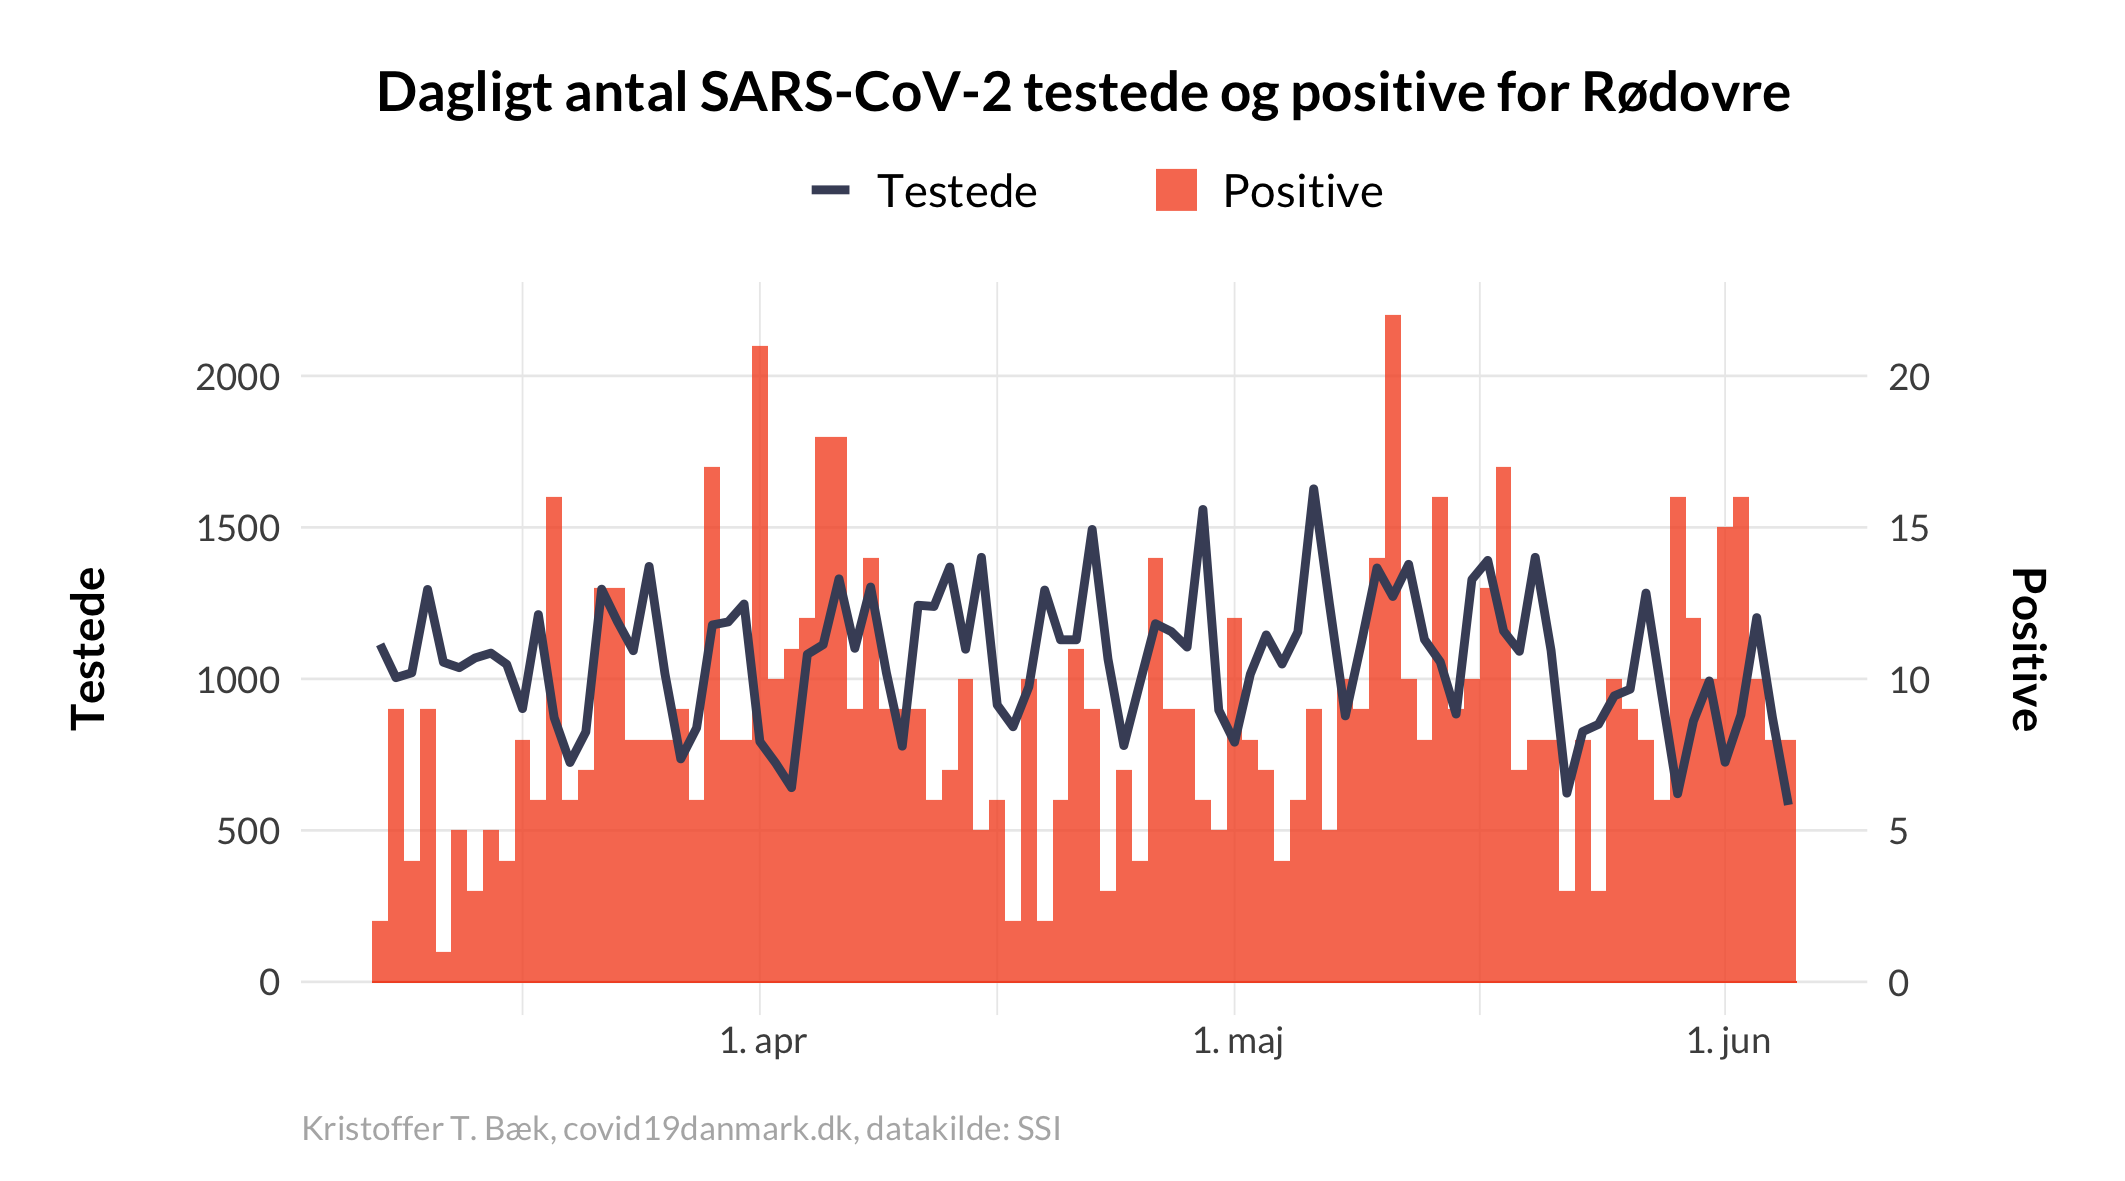 Dagligt antal SARS-CoV-2 testede og positive for Rødovre
Testede
Positive
2000
1500
1000
500
0
20
15
10
5
0
Testede
Positive
1. apr
1. maj
1. jun
Kristoffer T. Bæk, covid19danmark.dk, datakilde: SSI